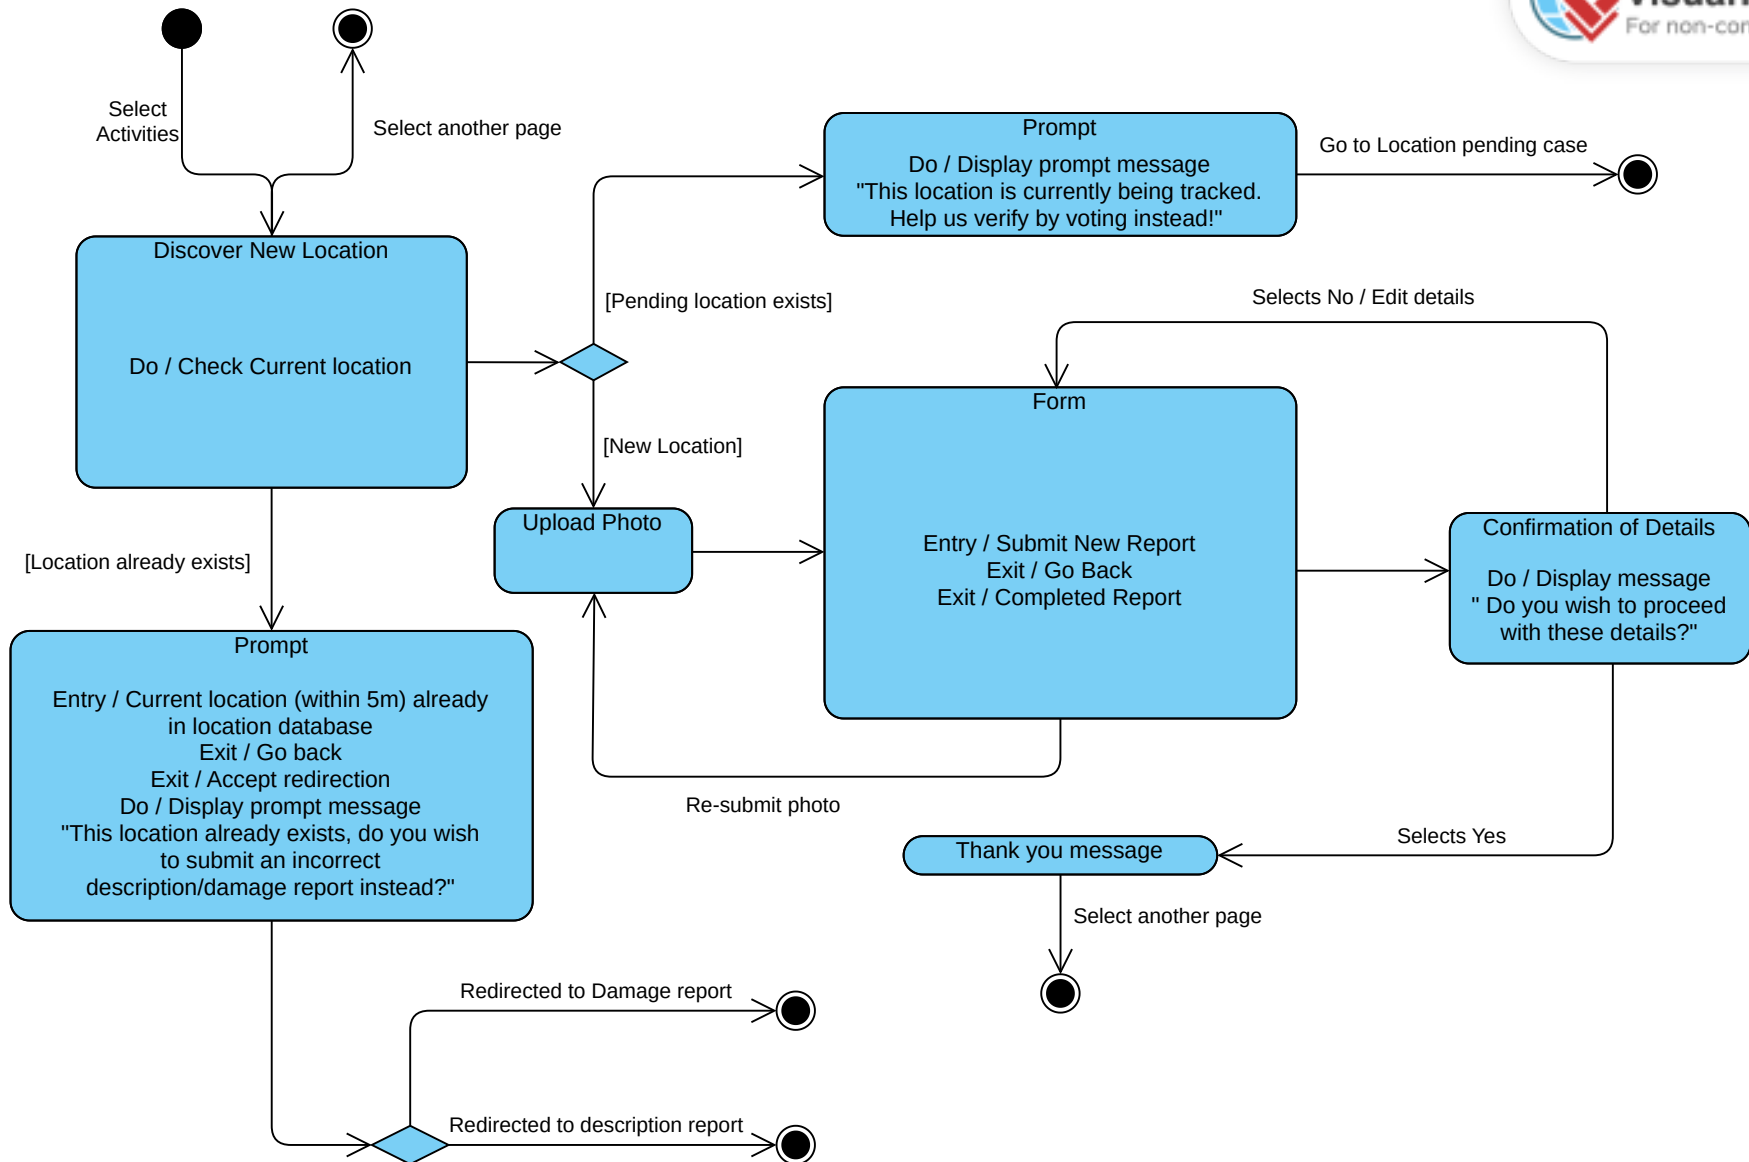 For non-com
Select
Activities
Select another page
Prompt
Do / Display prompt message
"This location is currently being tracked.
Help us verify by voting instead!"
Go to Location pending case
Discover New Location
Do / Check Current location
[Pending location exists]
[New Location]
Selects No / Edit details
Form
Entry / Submit New Report
Exit / Go Back
Exit / Completed Report
Upload Photo
Confirmation of Details
Do / Display message
" Do you wish to proceed
with these details?"
[Location already exists]
Prompt
Entry / Current location (within 5m) already
in location database
Exit / Go back
Exit / Accept redirection
Do / Display prompt message
"This location already exists, do you wish
to submit an incorrect
description/damage report instead?"
Re-submit photo
Selects Yes
Thank you message
Select another page
Redirected to Damage report
Redirected to description report